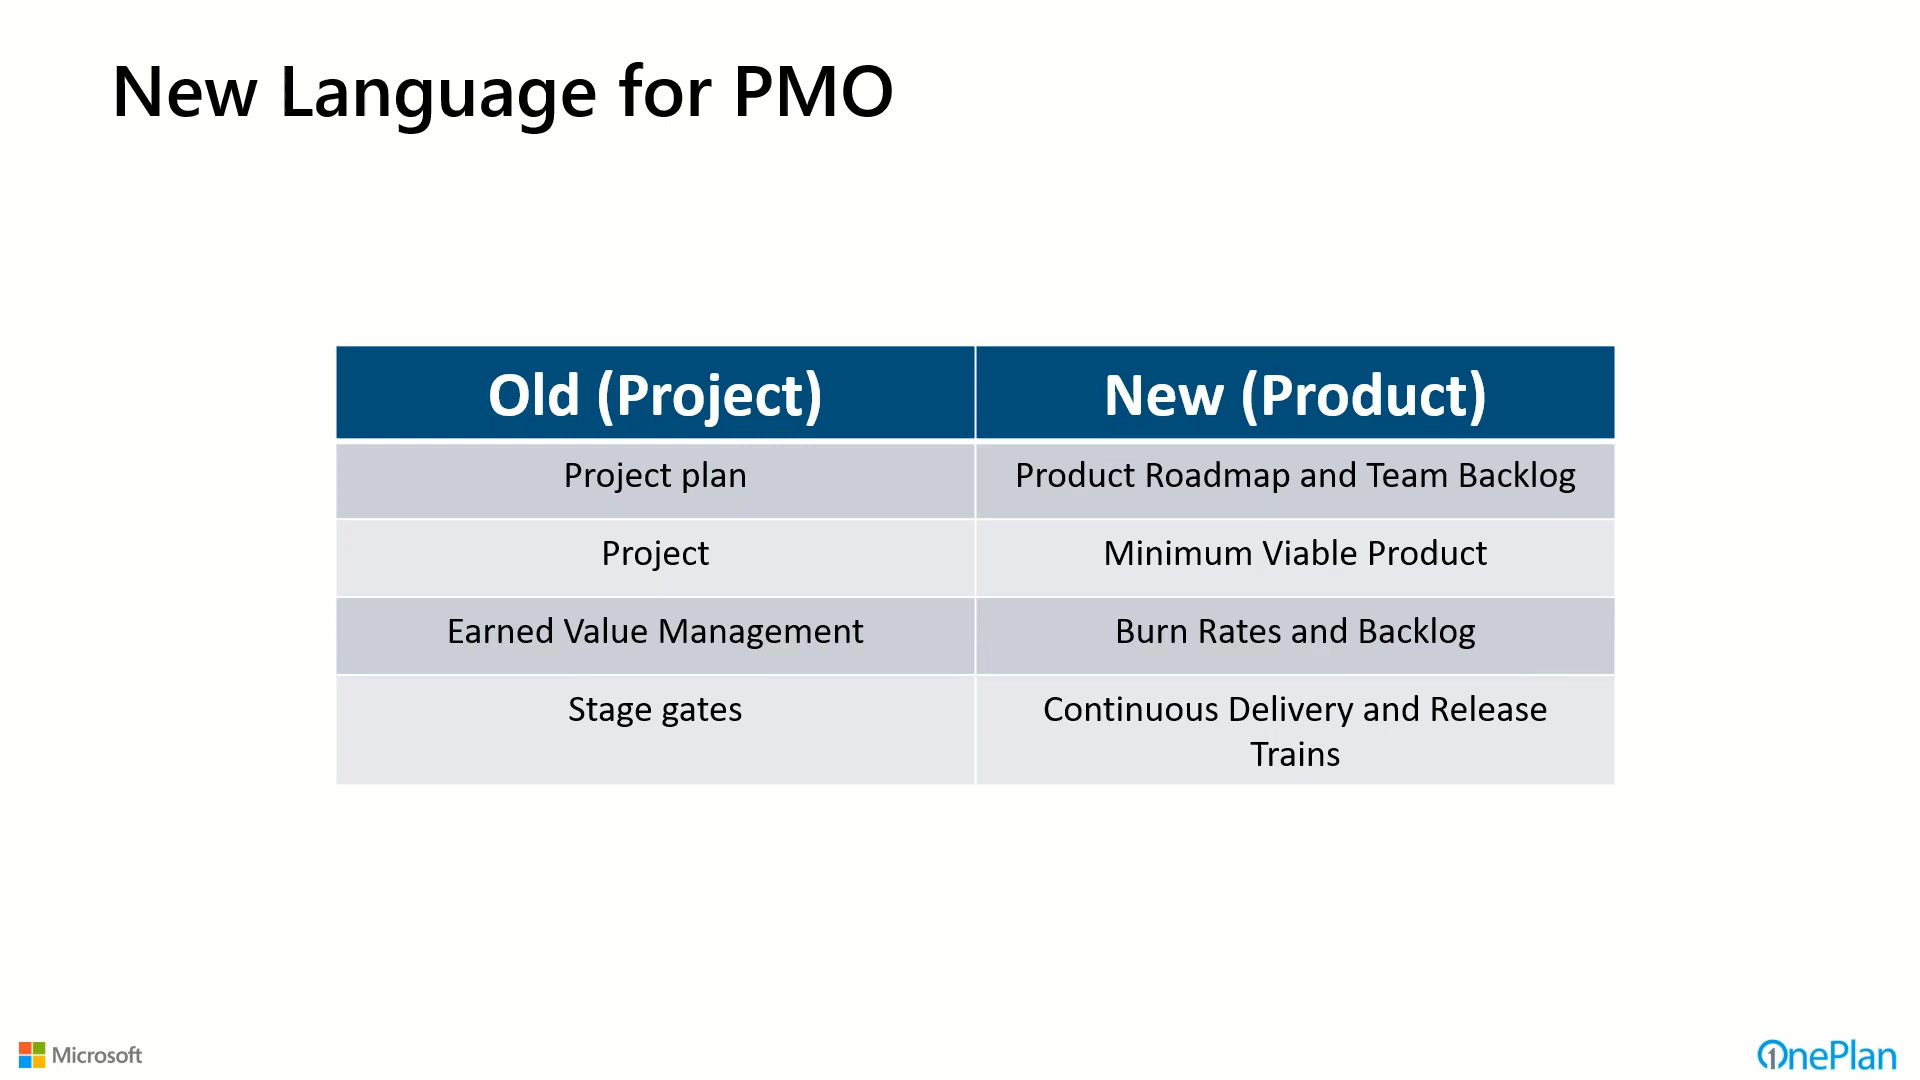 New Language for PMO
Old (Project)
New (Product)
Project plan
Product Roadmap and Team Backlog
Project
Minimum Viable Product
Earned Value Management
Burn Rates and Backlog
Stage gates
Continuous Delivery and Release
Trains
Microsoft
OnePlan